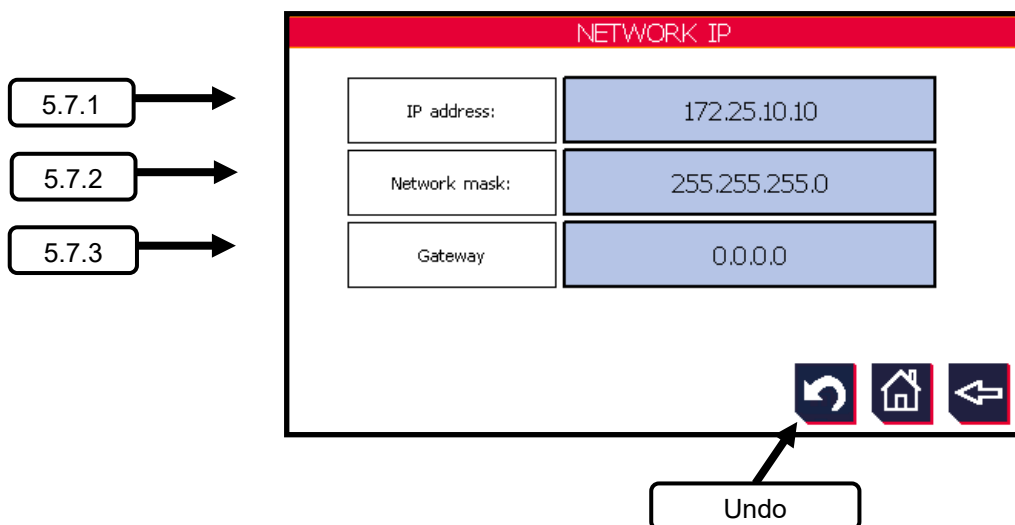 NETWORK IP
5.7.1
IP address:
172.25.10.10
5.7.2
Network mask:
255.255.255.0
5.7.3
Gateway
0.0.0.0
Undo